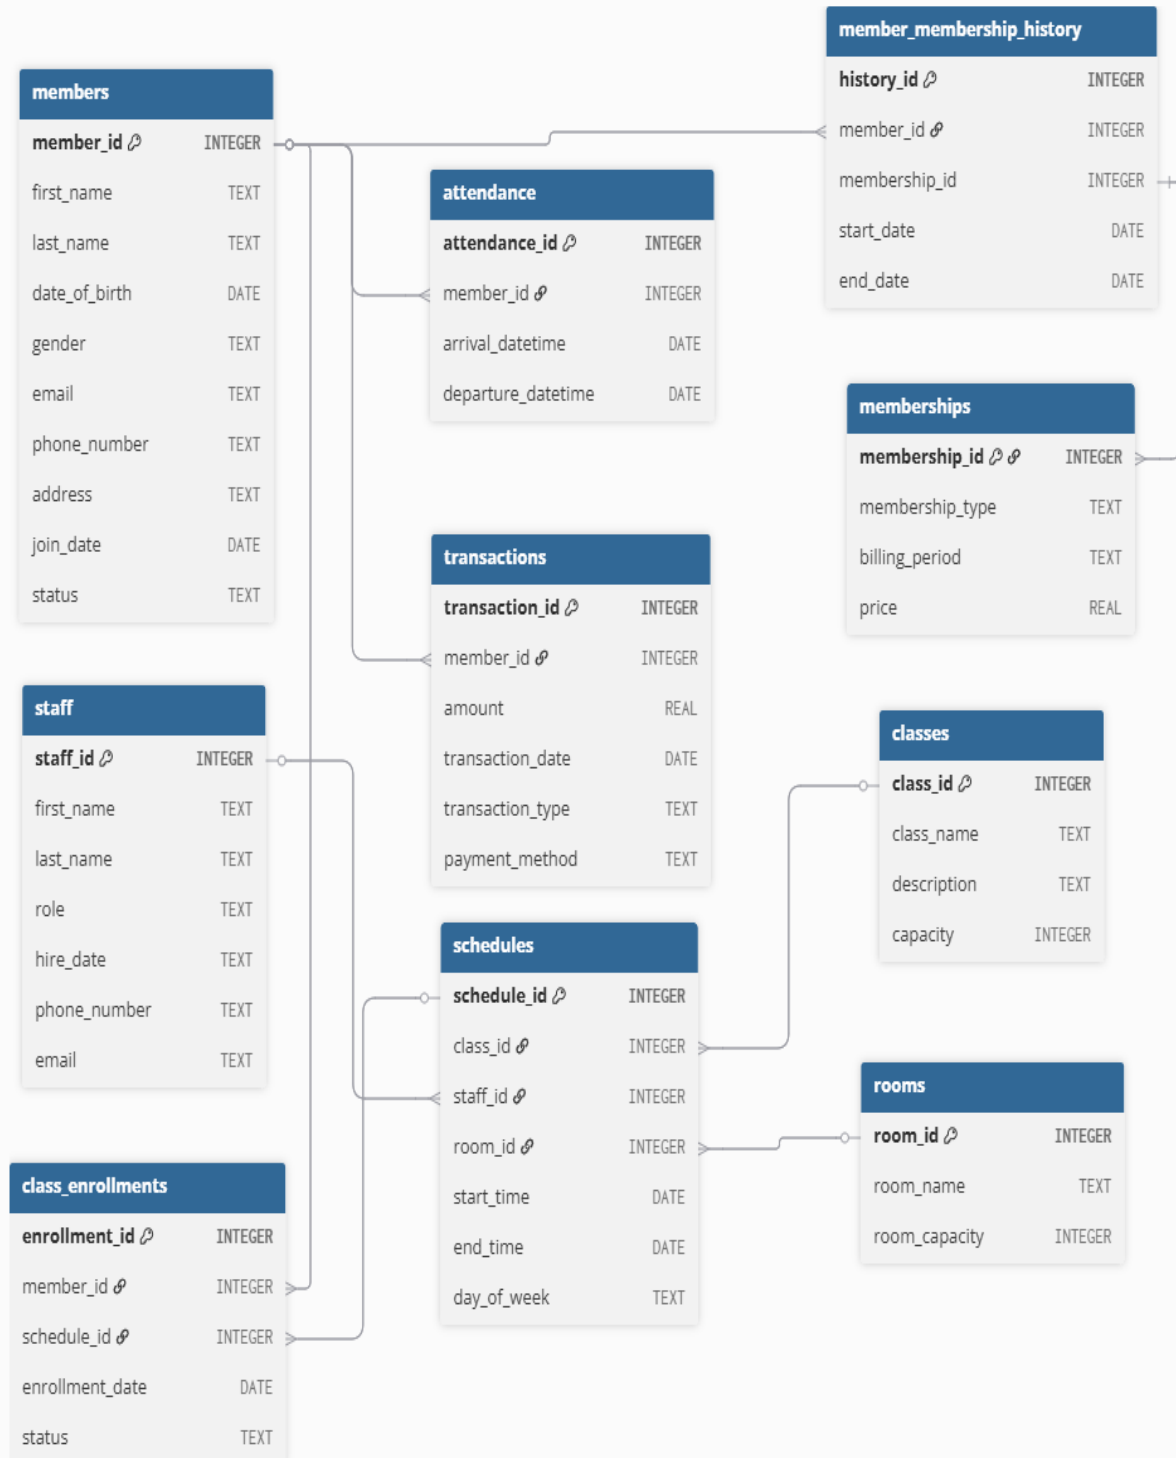 members
member_id INTEGER
first_name TEXT
last_name TEXT
date_of_birth DATE
gender TEXT
email TEXT
phone_number TEXT
address TEXT
join_date DATE
status TEXT
attendance
attendance_id INTEGER
member_id INTEGER
arrival_datetime DATE
departure_datetime DATE
member_membership_history
history_id INTEGER
member_id INTEGER
membership_id INTEGER
start_date DATE
end_date DATE
memberships
membership_id INTEGER
membership_type TEXT
billing_period TEXT
price REAL
transactions
transaction_id INTEGER
member_id INTEGER
amount REAL
transaction_date DATE
transaction_type TEXT
payment_method TEXT
staff
staff_id INTEGER
first_name TEXT
last_name TEXT
role TEXT
hire_date TEXT
phone_number TEXT
email TEXT
classes
class_id INTEGER
class_name TEXT
description TEXT
capacity INTEGER
schedules
schedule_id INTEGER
class_id INTEGER
staff_id INTEGER
room_id INTEGER
start_time DATE
end_time DATE
day_of_week TEXT
rooms
room_id INTEGER
room_name TEXT
room_capacity INTEGER
class_enrollments
enrollment_id INTEGER
member_id INTEGER
schedule_id INTEGER
enrollment_date DATE
status TEXT